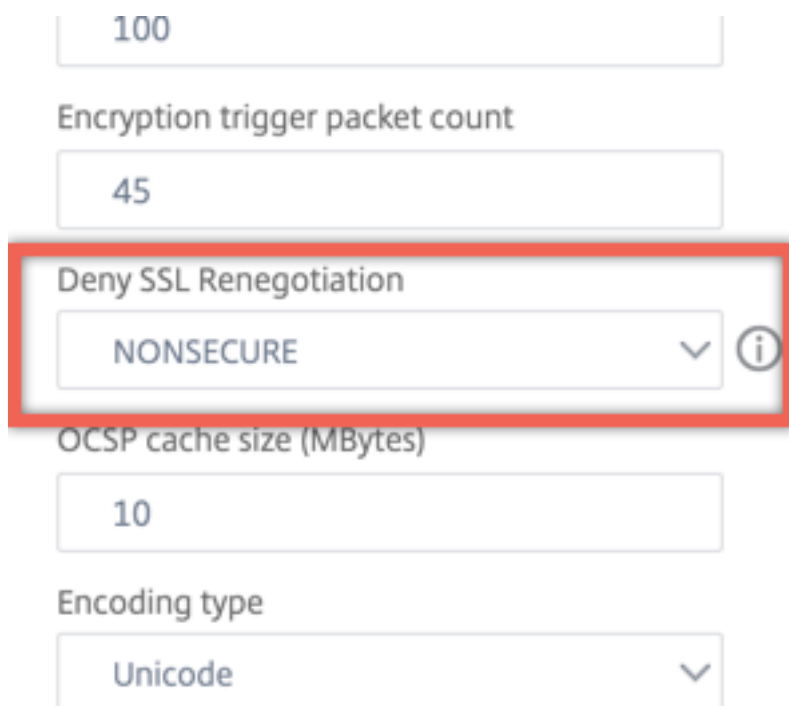 100
Encryption trigger packet count
45
Deny SSL Renegotiation
NONSECURE
OCSP cache size (MBytes)
10
Encoding type
Unicode